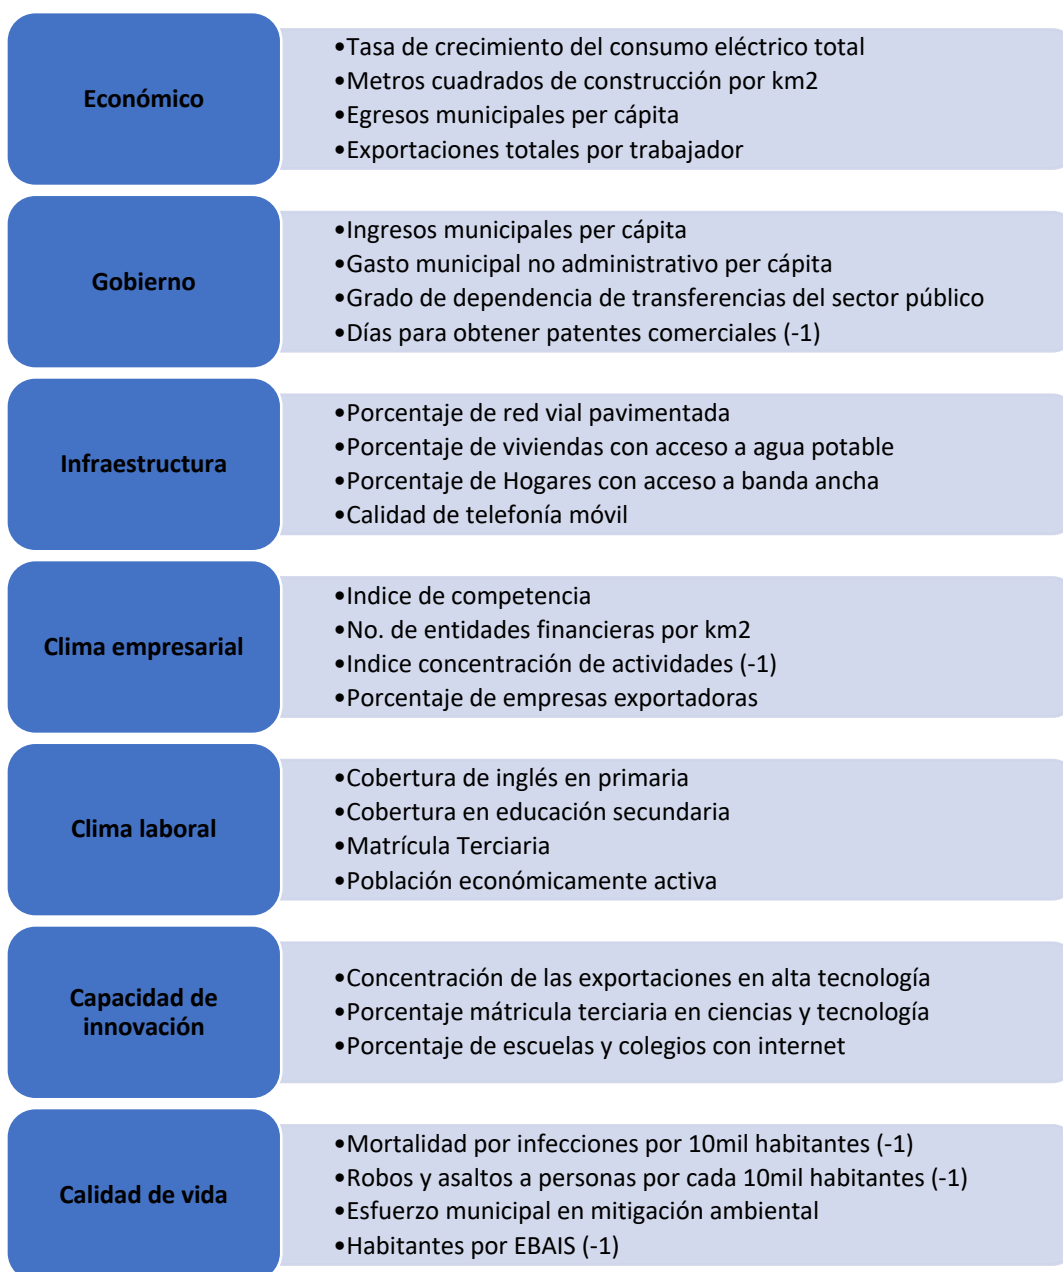 Económico
•Tasa de crecimiento del consumo eléctrico total
•Metros cuadrados de construcción por km2
•Egresos municipales per cápita
•Exportaciones totales por trabajador
Gobierno
•Ingresos municipales per cápita
•Gasto municipal no administrativo per cápita
•Grado de dependencia de transferencias del sector público
•Días para obtener patentes comerciales (-1)
Infraestructura
•Porcentaje de red vial pavimentada
•Porcentaje de viviendas con acceso a agua potable
•Porcentaje de Hogares con acceso a banda ancha
•Calidad de telefonía móvil
Clima empresarial
•Indice de competencia
•No. de entidades financieras por km2
•Indice concentración de actividades (-1)
•Porcentaje de empresas exportadoras
Clima laboral
•Cobertura de inglés en primaria
•Cobertura en educación secundaria
•Matrícula Terciaria
•Población económicamente activa
Capacidad de
innovación
•Concentración de las exportaciones en alta tecnología
•Porcentaje mátricula terciaria en ciencias y tecnología
•Porcentaje de escuelas y colegios con internet
Calidad de vida
•Mortalidad por infecciones por 10mil habitantes (-1)
•Robos y asaltos a personas por cada 10mil habitantes (-1)
•Esfuerzo municipal en mitigación ambiental
•Habitantes por EBAIS (-1)